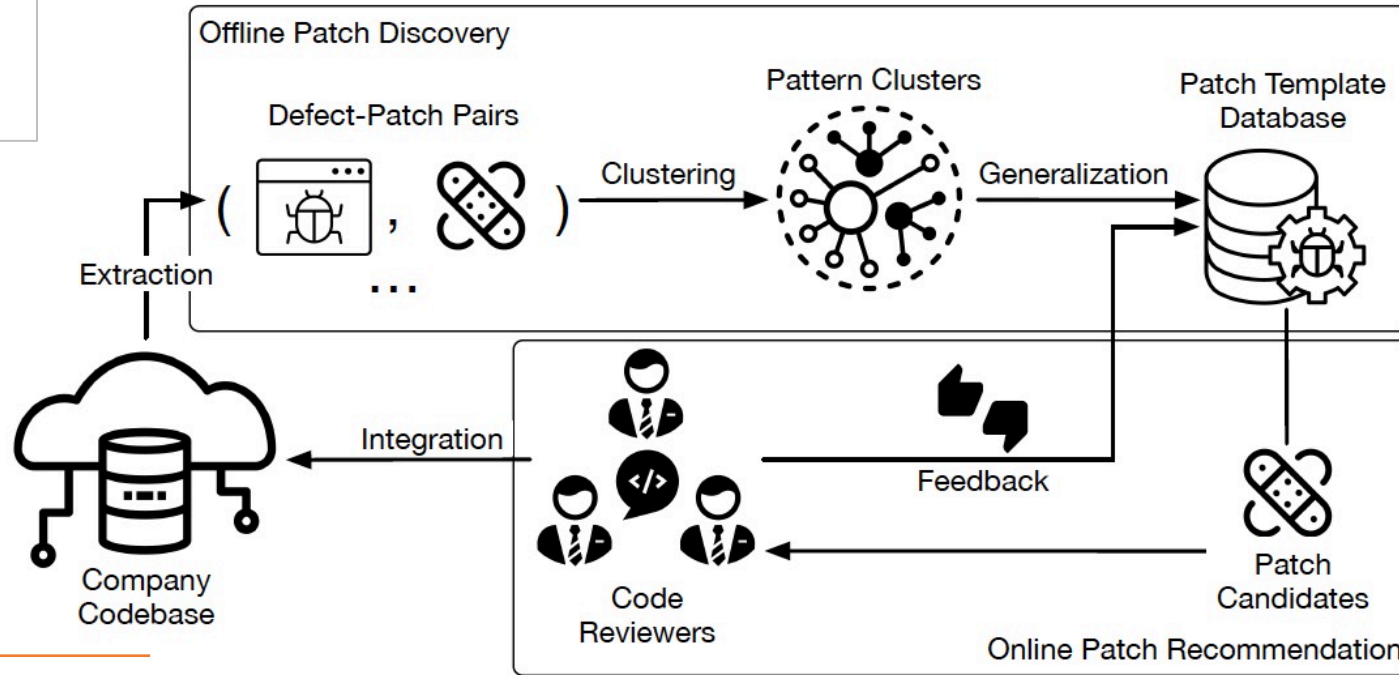 Offline Patch Discovery
Defect-Patch Pairs
Pattern Clusters
Patch Template
Database
( , )
...
Clustering
Generalization
Extraction
Integration
</>
Feedback
Company
Codebase
Code
Reviewers
Patch
Candidates
Online Patch Recommendation